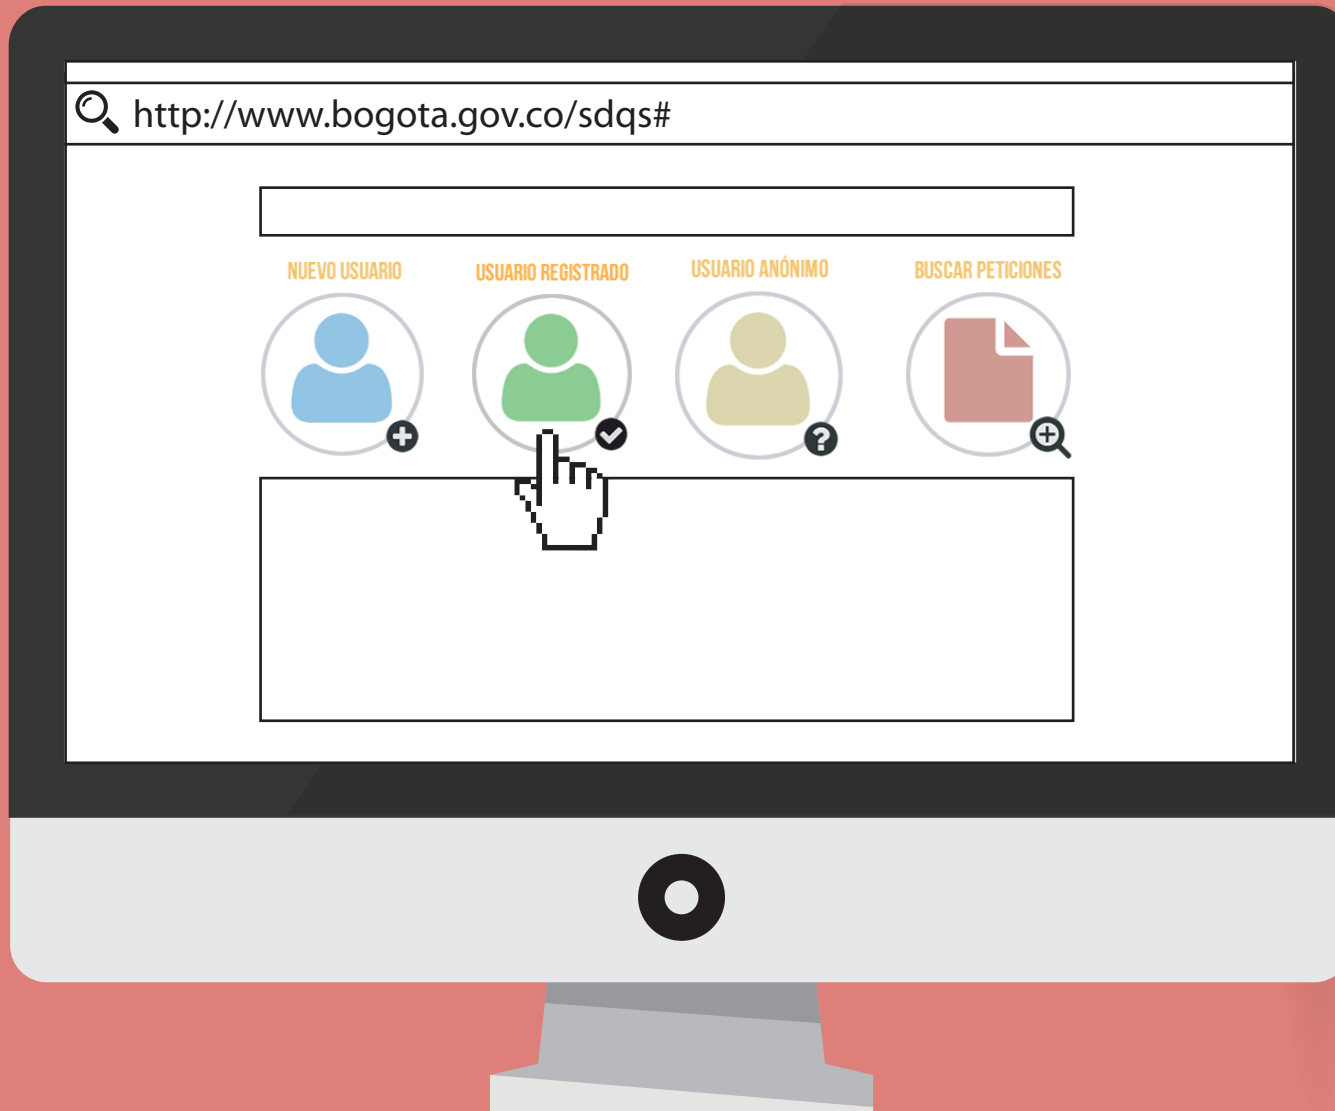 http://www.bogota.gov.co/sdqs#
NUEVO USUARIO
USUARIO REGISTRADO
USUARIO ANÓNIMO
BUSCAR PETICIONES